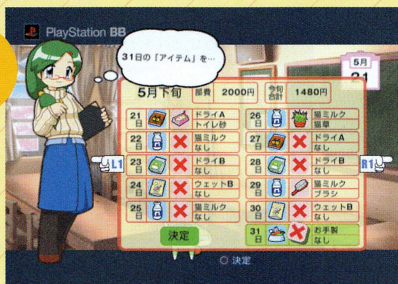 PlayStation BB
31日の「アイテム」を…
5月
21
5月下旬 部費 2000円 今旬合計 1480円
21日 ドライA トイレ砂
22日 猫ミルク なし
23日 ドライB なし
24日 ウェットB なし
25日 猫ミルク なし
26日 猫ミルク 猫草
27日 ドライA なし
28日 ドライB なし
29日 猫ミルク ブラシ
30日 ウェットB なし
31日 お手製 なし
L1
R1
決定
○ 決定